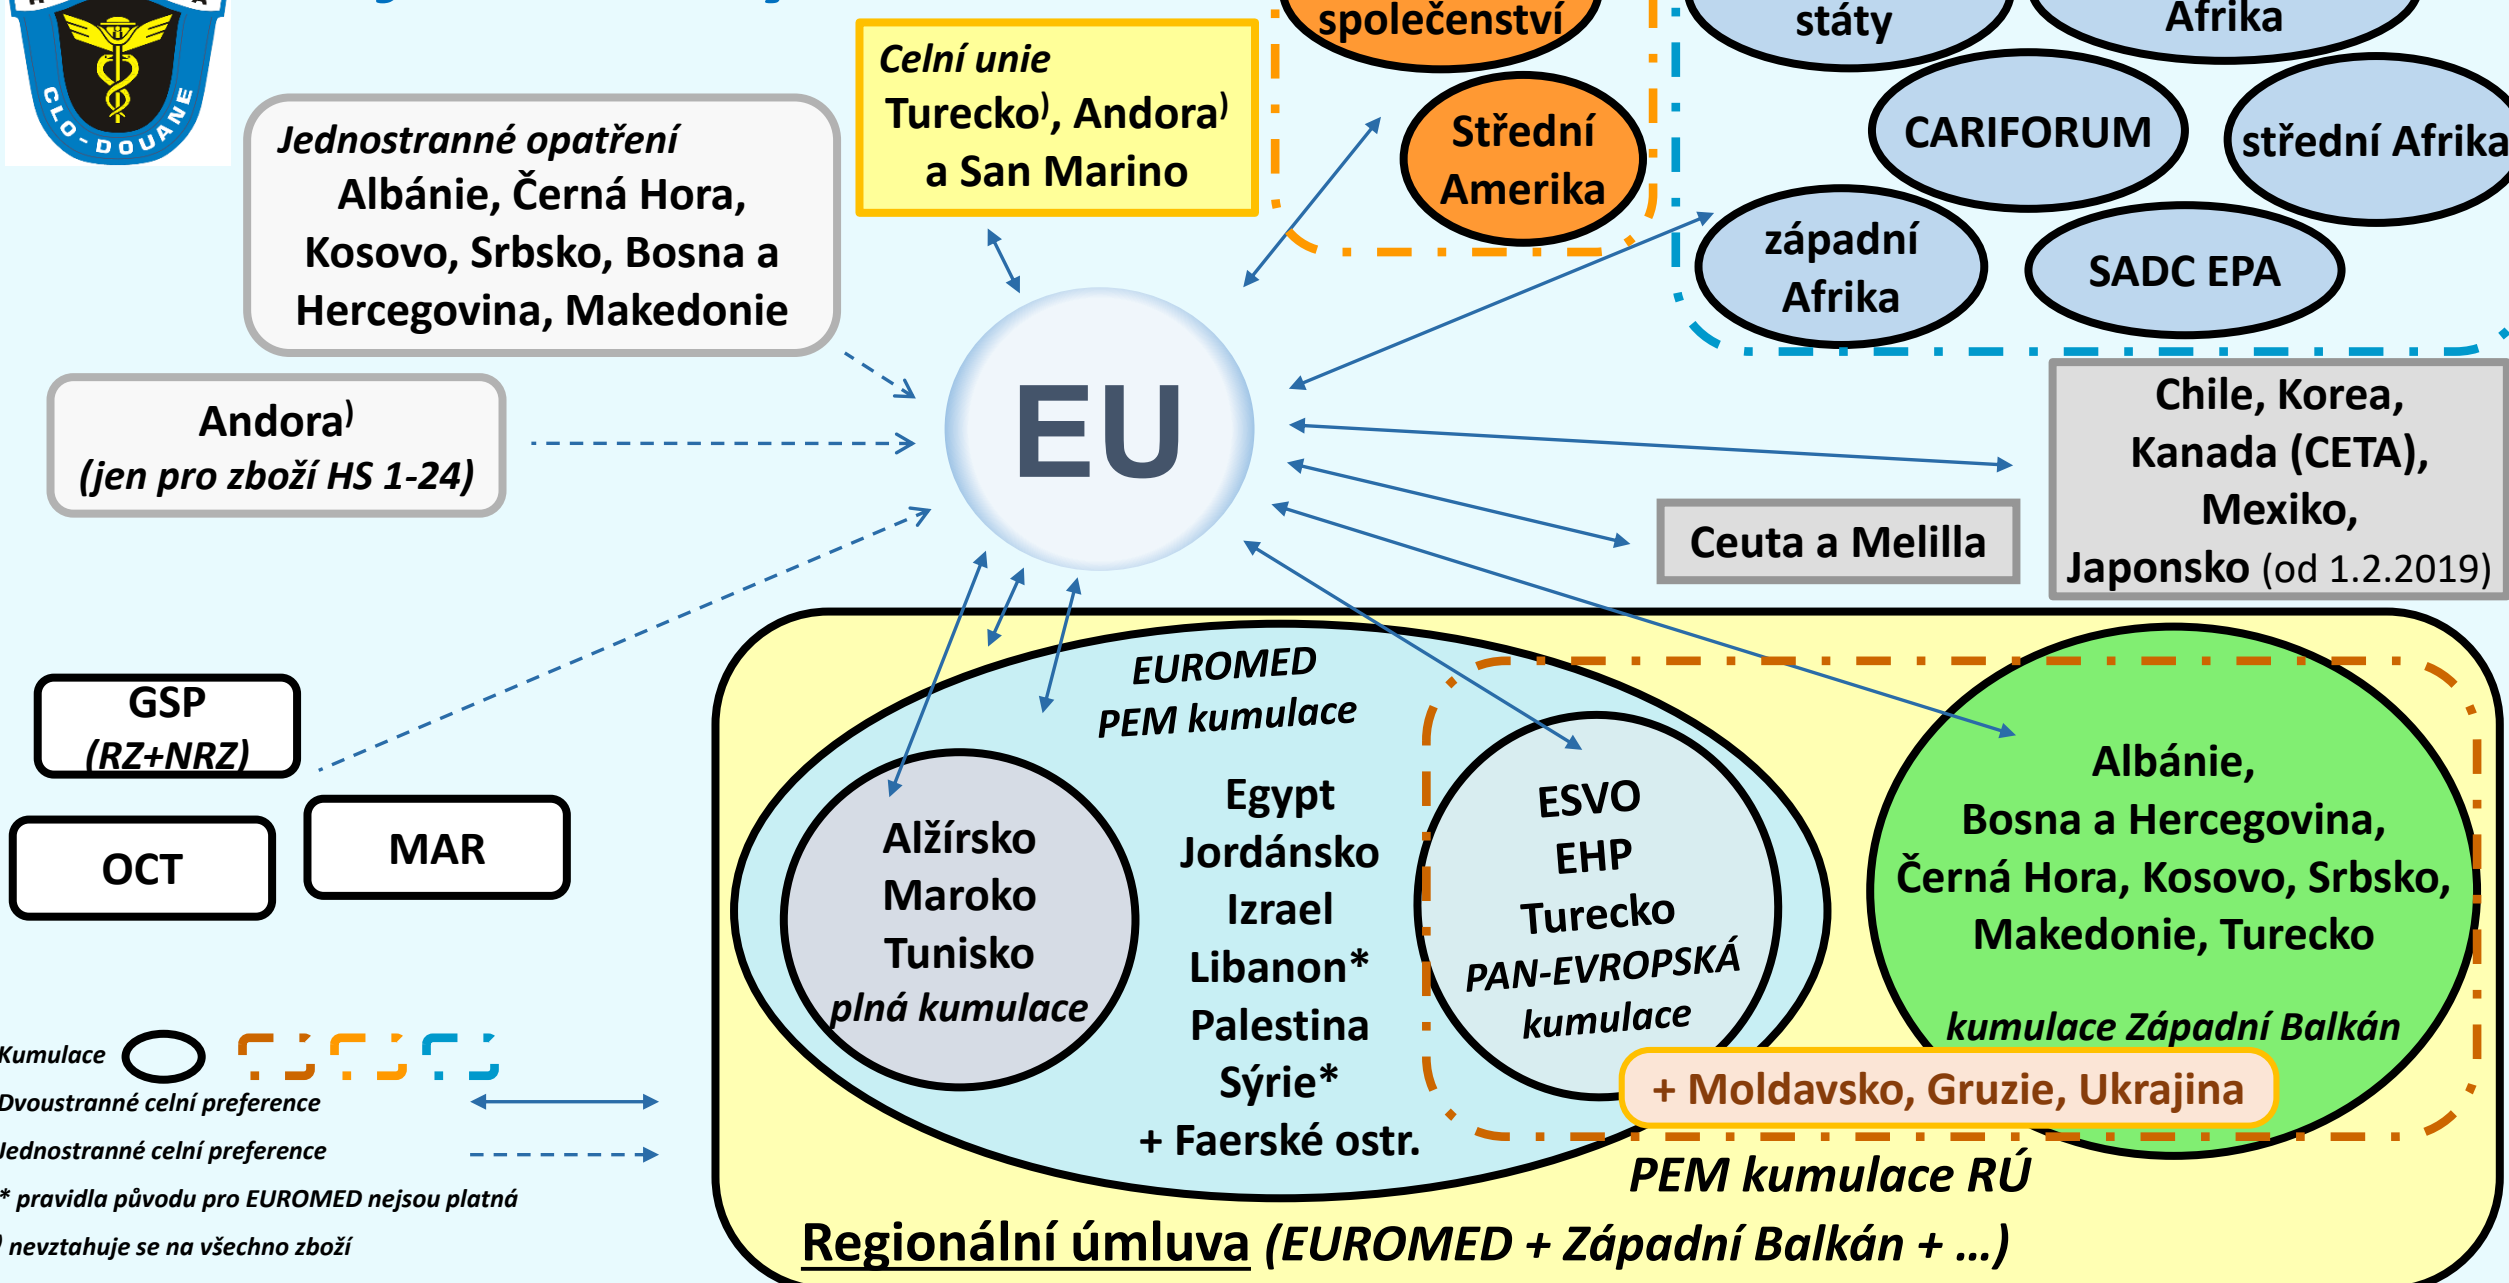 CLO-DOUANE
společenství
státy
Afrika
Celní unie
Turecko⁾, Andora⁾
a San Marino
Střední
Amerika
CARIFORUM
střední Afrika
západní
Afrika
SADC EPA
Jednostranné opatření
Albánie, Černá Hora,
Kosovo, Srbsko, Bosna a
Hercegovina, Makedonie
Andora⁾
(jen pro zboží HS 1-24)
EU
Chile, Korea,
Kanada (CETA),
Mexiko,
Japonsko (od 1.2.2019)
Ceuta a Melilla
GSP
(RZ+NRZ)
OCT
MAR
EUROMED
PEM kumulace
Alžírsko
Maroko
Tunisko
plná kumulace
Egypt
Jordánsko
Izrael
Libanon*
Palestina
Sýrie*
+ Faerské ostr.
ESVO
EHP
Turecko
PAN-EVROPSKÁ
kumulace
Albánie,
Bosna a Hercegovina,
Černá Hora, Kosovo, Srbsko,
Makedonie, Turecko
kumulace Západní Balkán
+ Moldavsko, Gruzie, Ukrajina
PEM kumulace RÚ
Regionální úmluva (EUROMED + Západní Balkán + ...)
Kumulace
Dvoustranné celní preference
Jednostranné celní preference
* pravidla původu pro EUROMED nejsou platná
⁾ nevztahuje se na všechno zboží